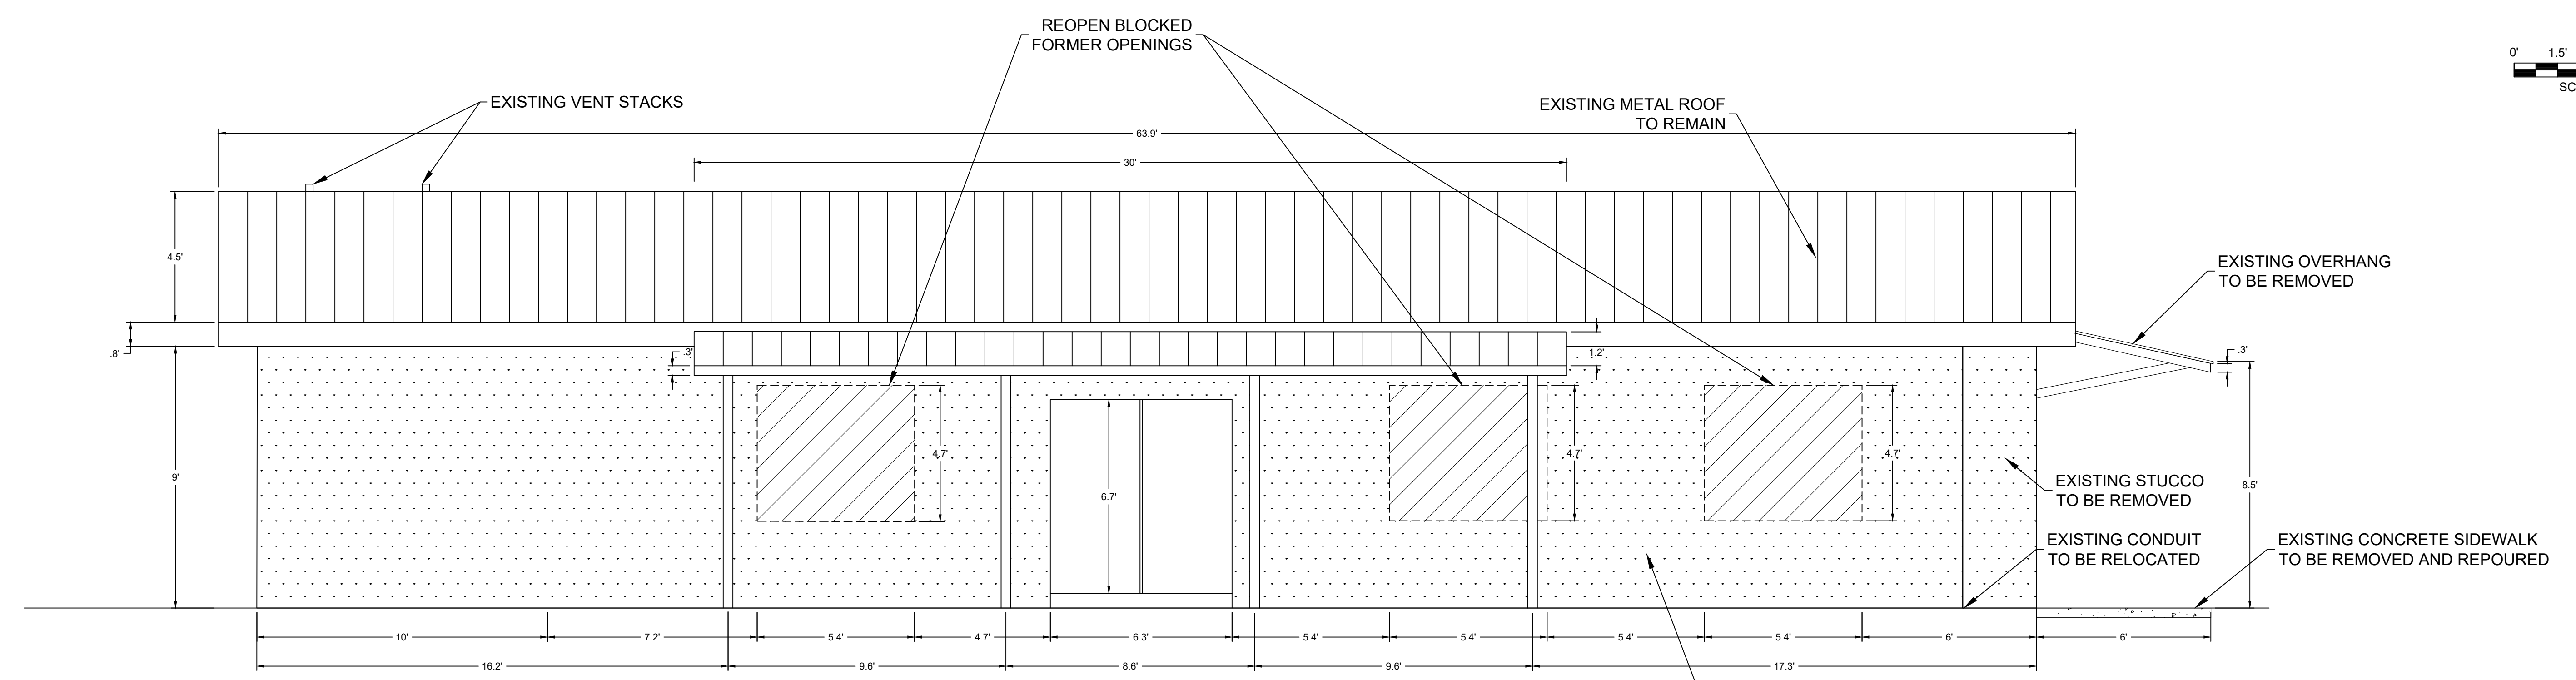 REOPEN BLOCKED
FORMER OPENINGS
0' 1.5'
SC
EXISTING VENT STACKS
EXISTING METAL ROOF
TO REMAIN
63.9'
30'
4.5'
EXISTING OVERHANG
TO BE REMOVED
.8'
.3'
1.2'
.3'
9'
4.7'
4.7'
4.7'
6.7'
8.5'
EXISTING STUCCO
TO BE REMOVED
EXISTING CONDUIT
TO BE RELOCATED
EXISTING CONCRETE SIDEWALK
TO BE REMOVED AND REPOURED
10' 7.2' 5.4' 4.7' 6.3' 5.4' 5.4' 5.4' 5.4' 6' 6'
16.2' 9.6' 8.6' 9.6' 17.3'